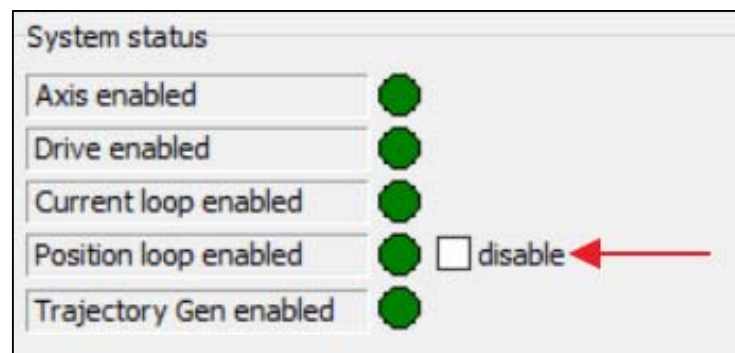 System status
Axis enabled
Drive enabled
Current loop enabled
Position loop enabled disable
Trajectory Gen enabled